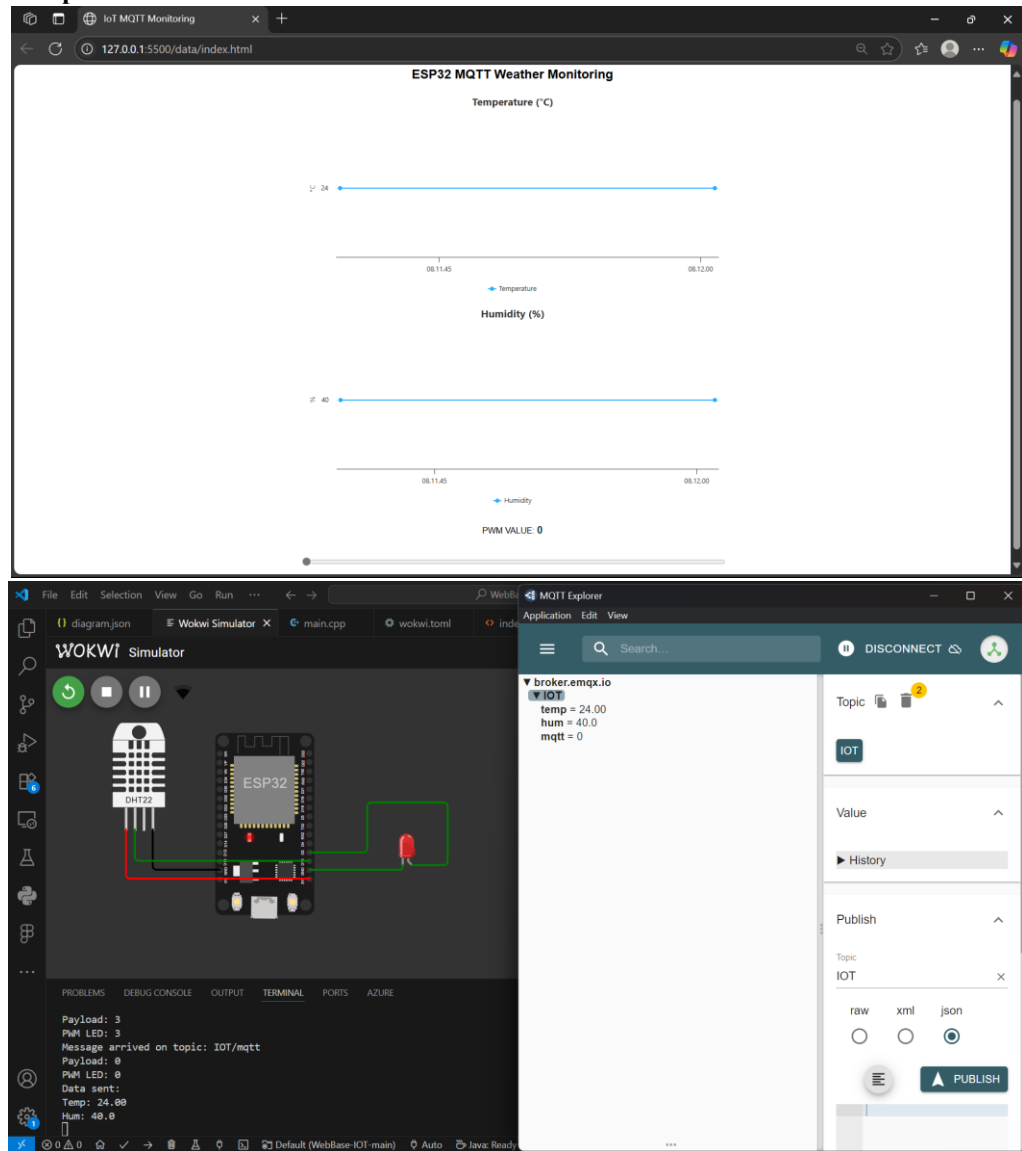 IoT MQTT Monitoring
127.0.0.1:5500/data/index.html
ESP32 MQTT Weather Monitoring
Temperature (°C)
°C 24
08.11.45 08.12.00
Temperature
Humidity (%)
% 40
08.11.45 08.12.00
Humidity
PWM VALUE: 0
File Edit Selection View Go Run ···
diagram.json Wokwi Simulator main.cpp wokwi.toml
WOKWI Simulator
DHT22
ESP32
PROBLEMS DEBUG CONSOLE OUTPUT TERMINAL PORTS AZURE
Payload: 3
PWM LED: 3
Message arrived on topic: IOT/mqtt
Payload: 0
PWM LED: 0
Data sent:
Temp: 24.00
Hum: 40.0
6
1
0 0 Default (WebBase-IOT-main) Auto Java: Ready
MQTT Explorer
Application Edit View
Search... DISCONNECT
broker.emqx.io
IOT
temp = 24.00
hum = 40.0
mqtt = 0
Topic 2
IOT
Value
History
Publish
Topic
IOT
raw xml json
PUBLISH